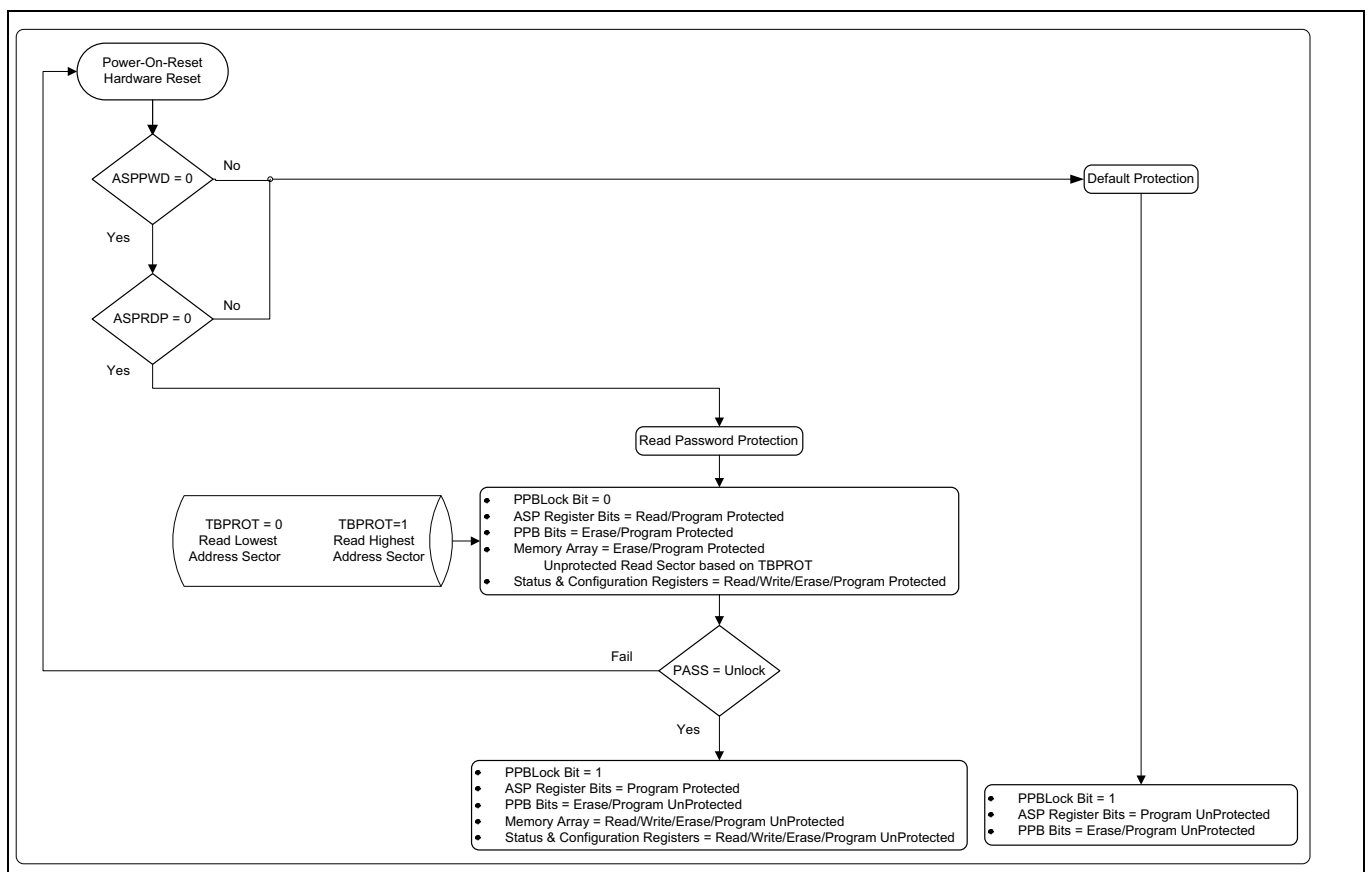 Power-On-Reset
Hardware Reset
ASPPWD = 0
No
Yes
Default Protection
ASPRDP = 0
No
Yes
Read Password Protection
TBPROT = 0
Read Lowest
Address Sector
TBPROT=1
Read Highest
Address Sector
PPBLock Bit = 0
ASP Register Bits = Read/Program Protected
PPB Bits = Erase/Program Protected
Memory Array = Erase/Program Protected
Unprotected Read Sector based on TBPROT
Status & Configuration Registers = Read/Write/Erase/Program Protected
Fail
PASS = Unlock
Yes
PPBLock Bit = 1
ASP Register Bits = Program Protected
PPB Bits = Erase/Program UnProtected
Memory Array = Read/Write/Erase/Program UnProtected
Status & Configuration Registers = Read/Write/Erase/Program UnProtected
PPBLock Bit = 1
ASP Register Bits = Program UnProtected
PPB Bits = Erase/Program UnProtected